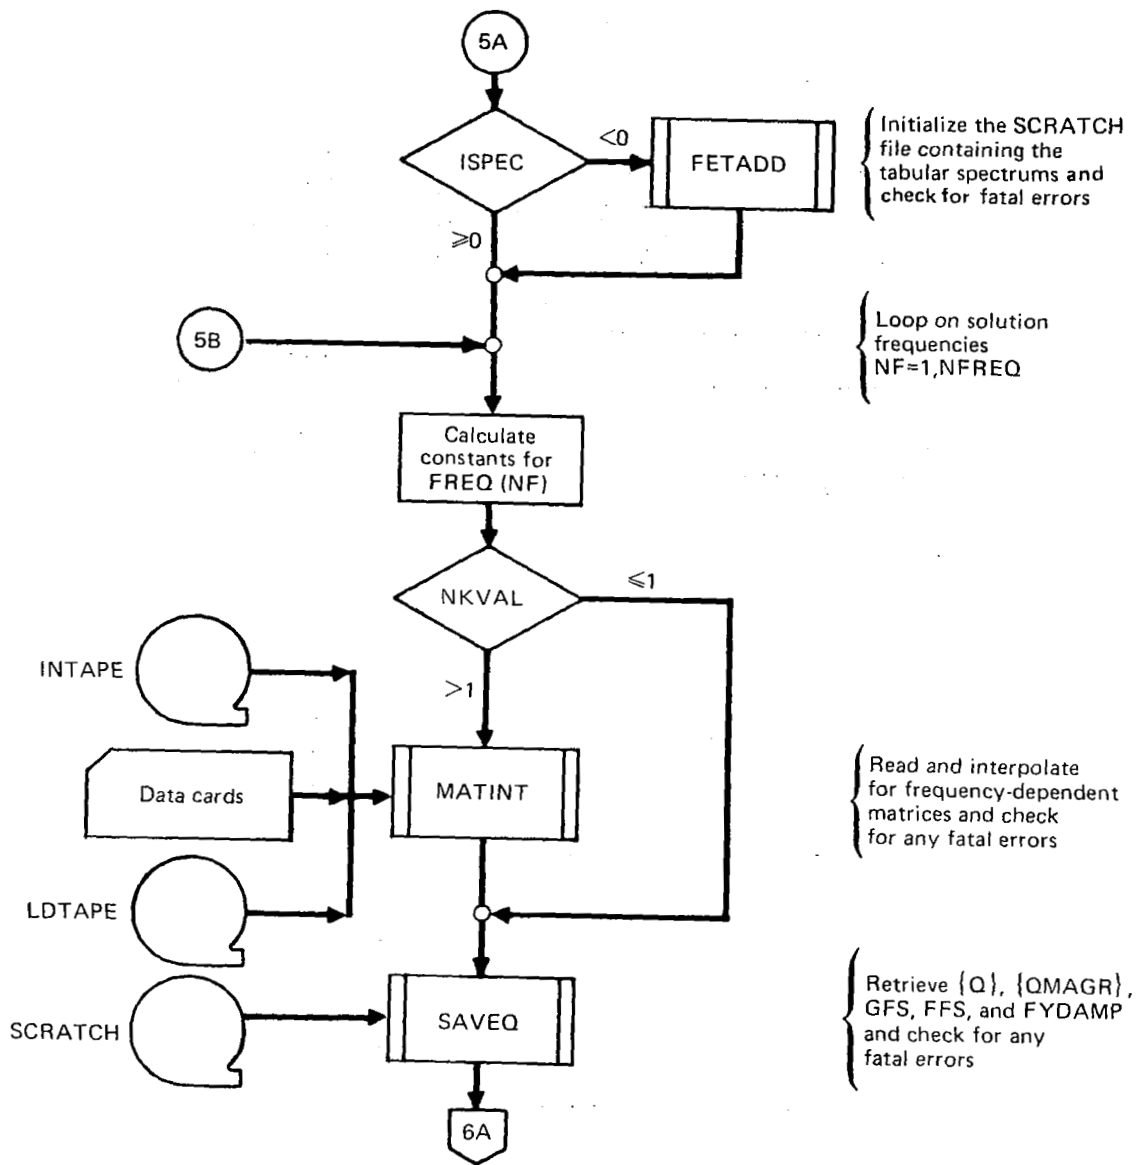 5A
ISPEC
<0
FETADD
Initialize the SCRATCH
file containing the
tabular spectrums and
check for fatal errors
⩾0
5B
Loop on solution
frequencies
NF=1,NFREQ
Calculate
constants for
FREQ (NF)
NKVAL
⩽1
>1
INTAPE
Data cards
MATINT
Read and interpolate
for frequency-dependent
matrices and check
for any fatal errors
LDTAPE
SCRATCH
SAVEQ
Retrieve {Q}, {QMAGR},
GFS, FFS, and FYDAMP
and check for any
fatal errors
6A